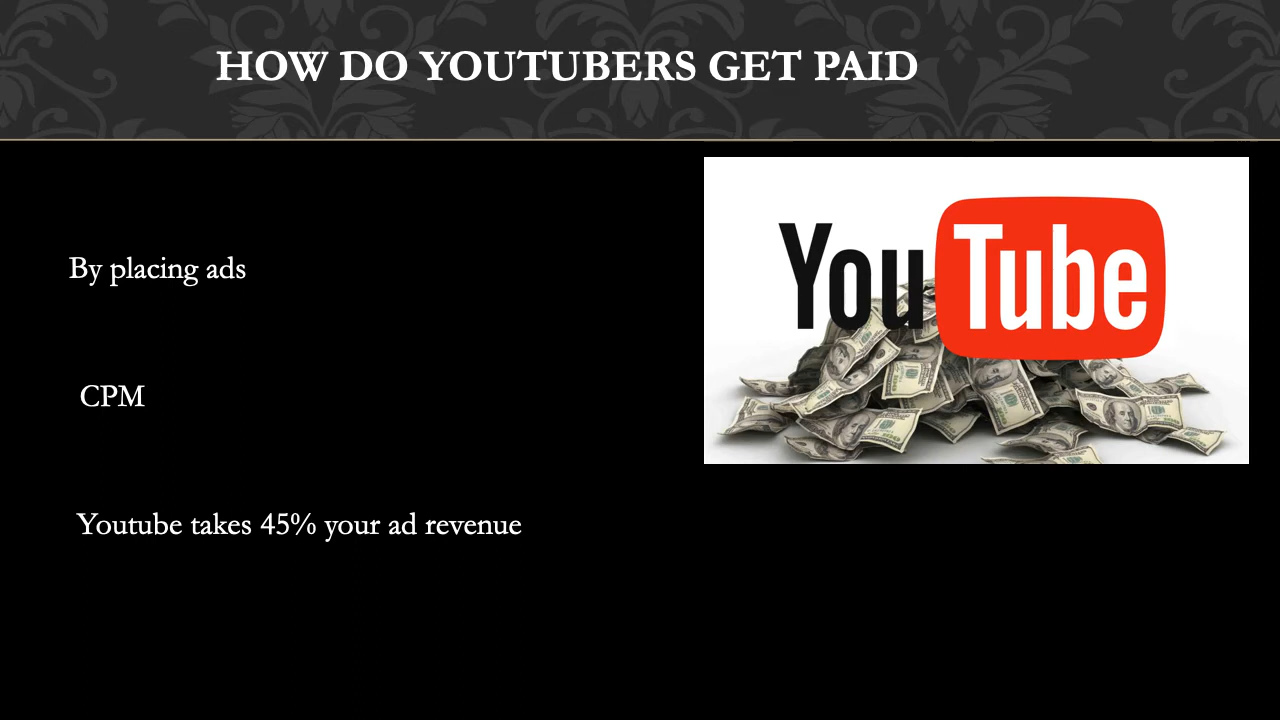 HOW DO YOUTUBERS GET PAID
By placing ads
CPM
Youtube takes 45% your ad revenue
YouTube